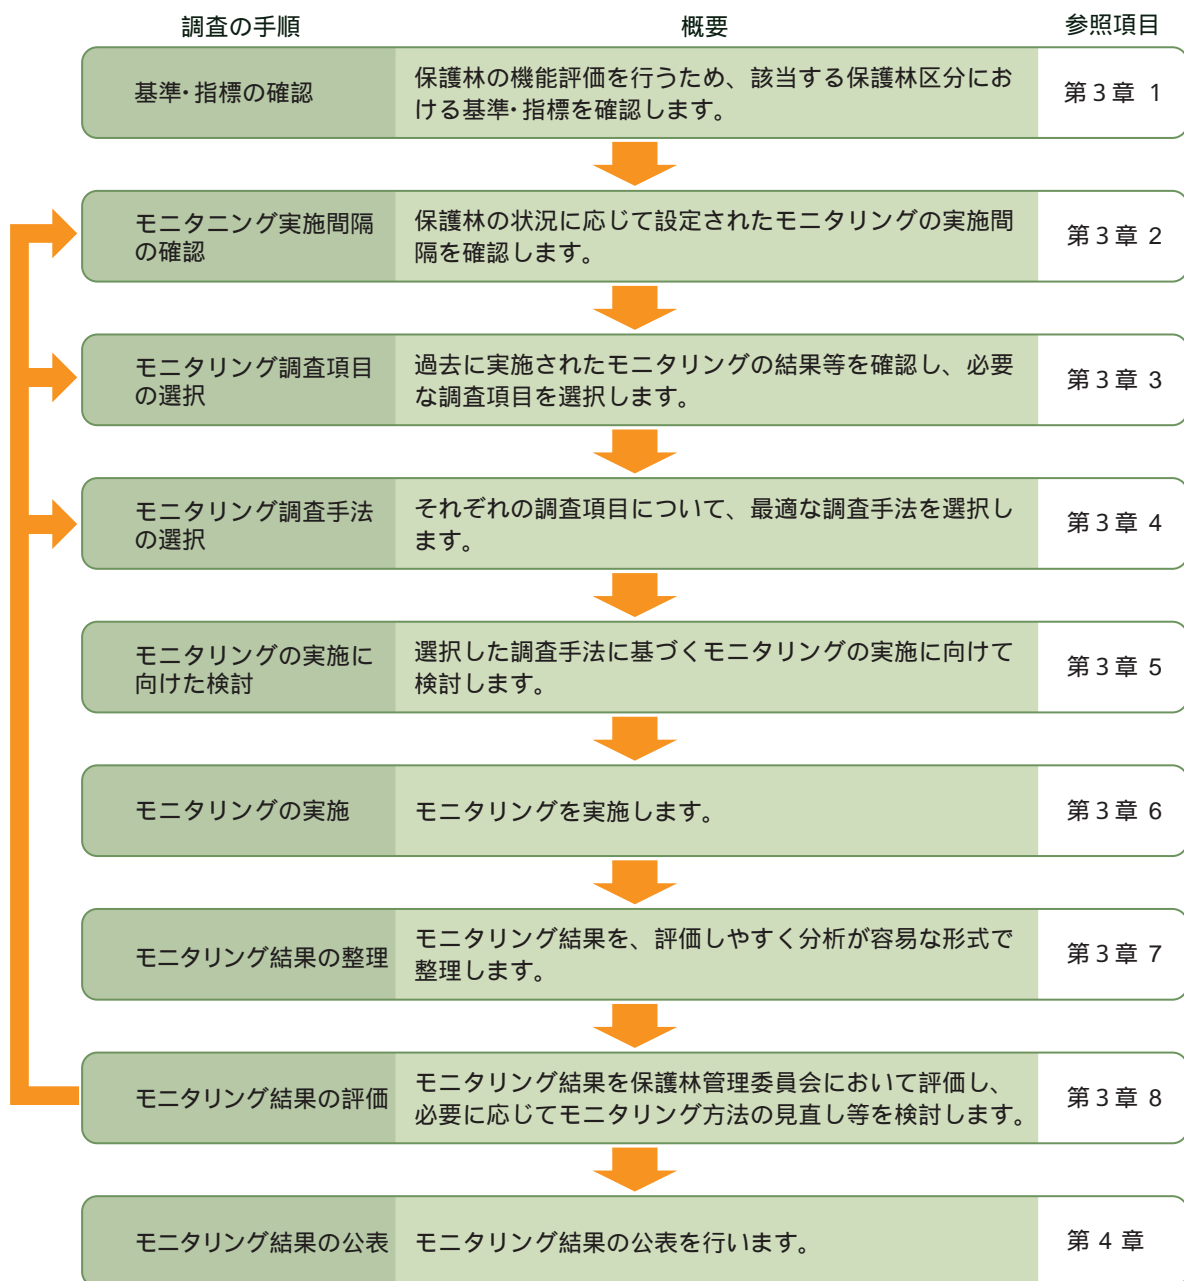 調査の手順 概要 参照項目
基準・指標の確認
保護林の機能評価を行うため、該当する保護林区分にお
ける基準・指標を確認します。
第3章 1
モニタニング実施間隔
の確認
保護林の状況に応じて設定されたモニタリングの実施間
隔を確認します。
第3章 2
モニタリング調査項目
の選択
過去に実施されたモニタリングの結果等を確認し、必要
な調査項目を選択します。
第3章 3
モニタリング調査手法
の選択
それぞれの調査項目について、最適な調査手法を選択し
ます。
第3章 4
モニタリングの実施に
向けた検討
選択した調査手法に基づくモニタリングの実施に向けて
検討します。
第3章 5
モニタリングの実施
モニタリングを実施します。
第3章 6
モニタリング結果の整理
モニタリング結果を、評価しやすく分析が容易な形式で
整理します。
第3章 7
モニタリング結果の評価
モニタリング結果を保護林管理委員会において評価し、
必要に応じてモニタリング方法の見直し等を検討します。
第3章 8
モニタリング結果の公表
モニタリング結果の公表を行います。
第4章